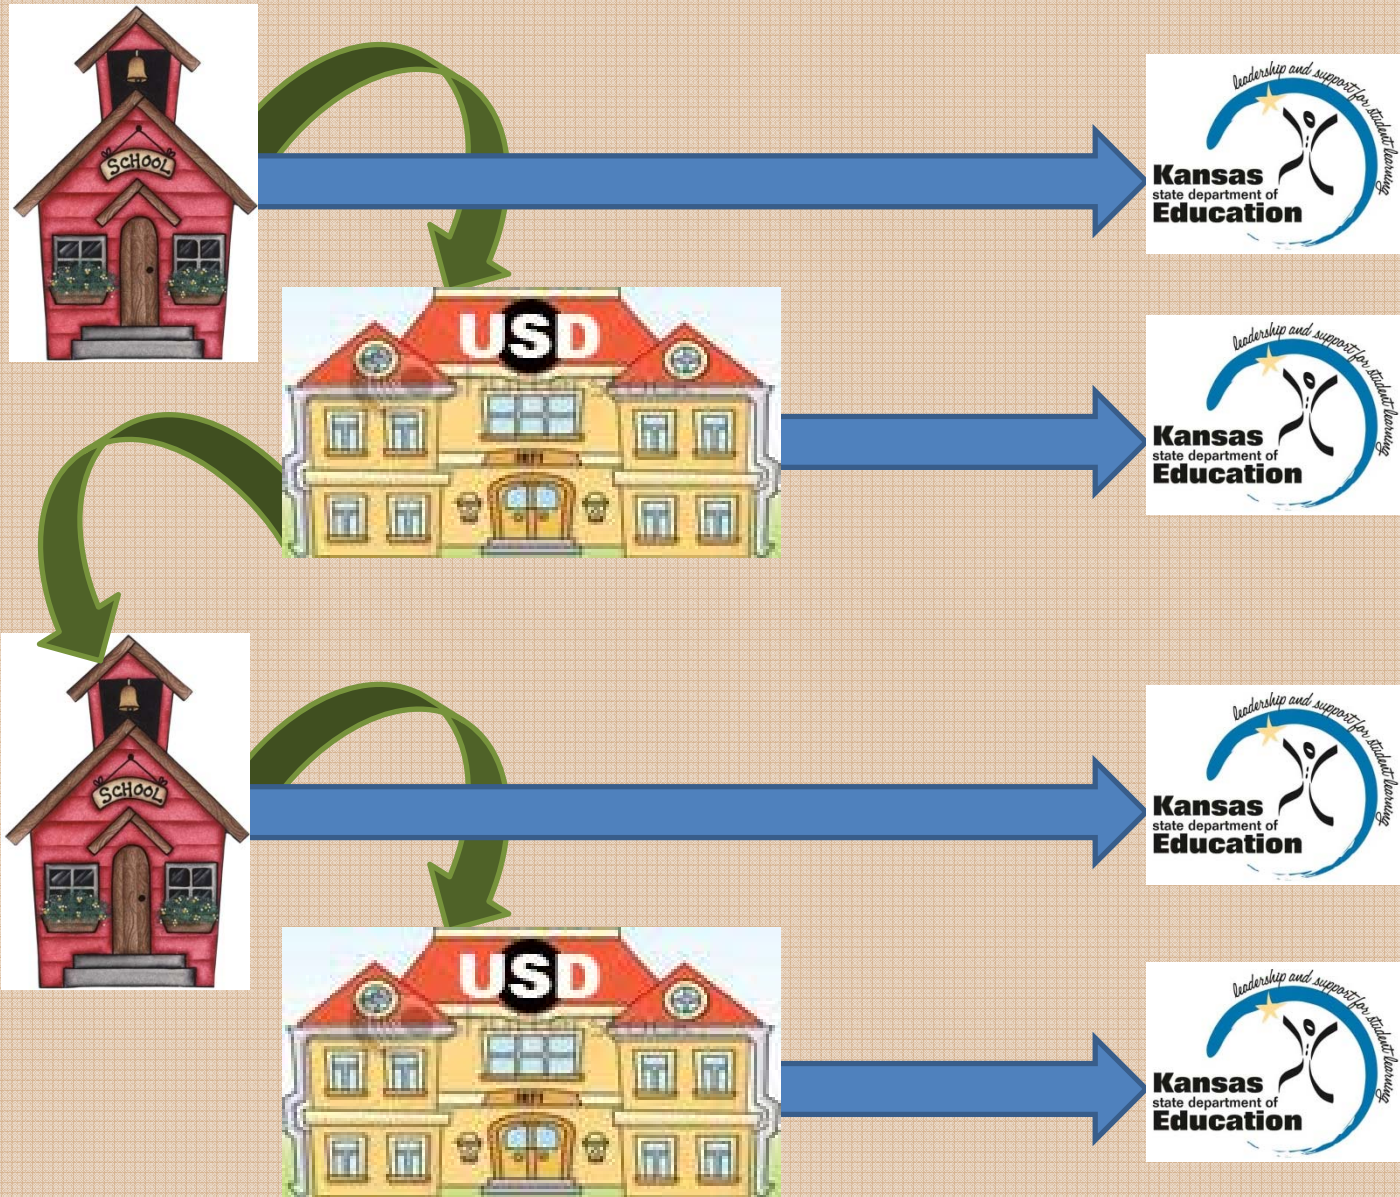 SCHOOL
leadership and support for student learning
Kansas
state department of
Education
USD
leadership and support for student learning
Kansas
state department of
Education
SCHOOL
leadership and support for student learning
Kansas
state department of
Education
USD
leadership and support for student learning
Kansas
state department of
Education